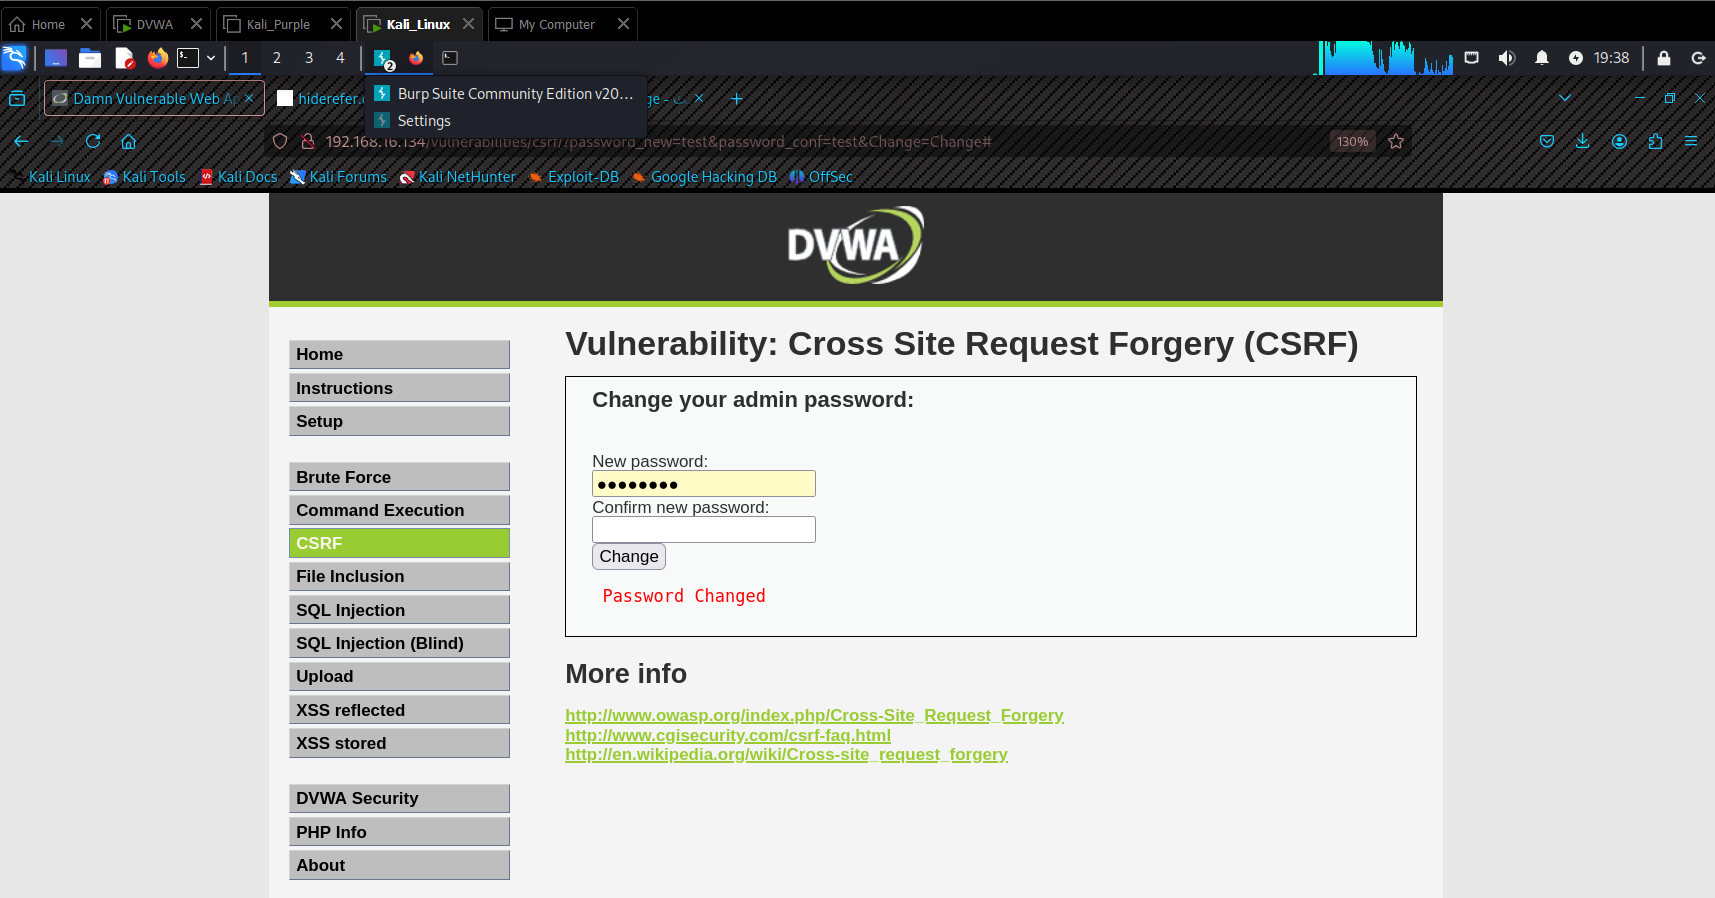 Home
DVWA
Kali_Purple
Kali_Linux
My Computer
1
2
3
4
2
19:38
Damn Vulnerable Web Ap
hiderefer.
ge -
Burp Suite Community Edition v20...
Settings
192.168.16.134/vulnerabilities/csrf/?password_new=test&password_conf=test&Change=Change#
130%
Kali Linux
Kali Tools
Kali Docs
Kali Forums
Kali NetHunter
Exploit-DB
Google Hacking DB
OffSec
DVWA
Home
Instructions
Setup
Brute Force
Command Execution
CSRF
File Inclusion
SQL Injection
SQL Injection (Blind)
Upload
XSS reflected
XSS stored
DVWA Security
PHP Info
About
Vulnerability: Cross Site Request Forgery (CSRF)
Change your admin password:
New password:
●●●●●●●●
Confirm new password:
Change
Password Changed
More info
http://www.owasp.org/index.php/Cross-Site_Request_Forgery
http://www.cgisecurity.com/csrf-faq.html
http://en.wikipedia.org/wiki/Cross-site_request_forgery